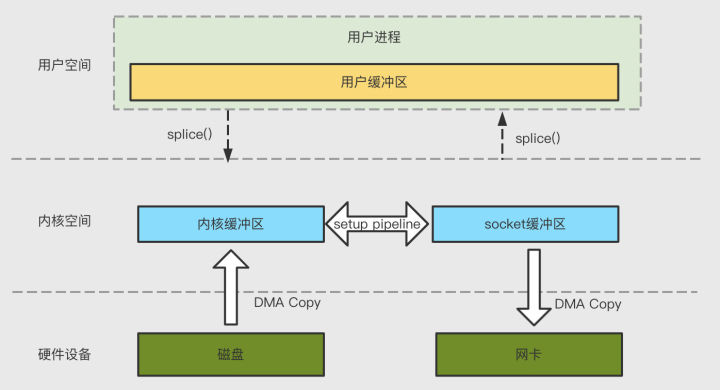 用户进程
用户空间
用户缓冲区
splice()
splice()
内核空间
内核缓冲区
setup pipeline
socket缓冲区
DMA Copy
DMA Copy
硬件设备
磁盘
网卡